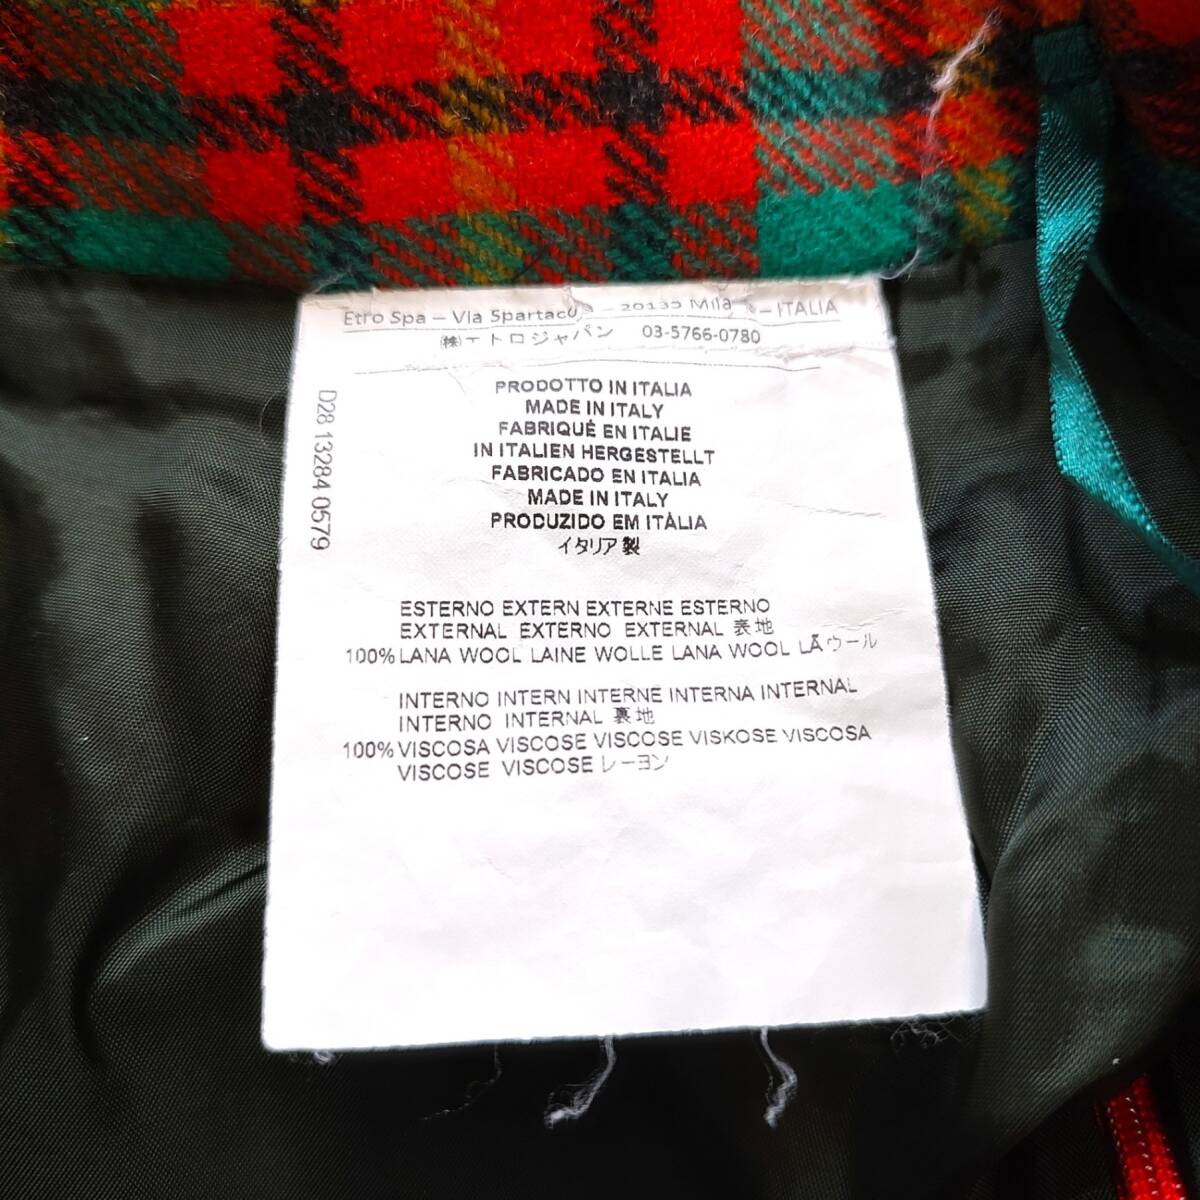 Etro Spa – Via Spartaco – 20135 Mila – ITALIA
㈱エトロジャパン 03-5766-0780
D28 13284 0579
PRODOTTO IN ITALIA
MADE IN ITALY
FABRIQUÉ EN ITALIE
IN ITALIEN HERGESTELLT
FABRICADO EN ITALIA
MADE IN ITALY
PRODUZIDO EM ITÁLIA
イタリア製
ESTERNO EXTERN EXTERNE ESTERNO
EXTERNAL EXTERNO EXTERNAL 表地
100% LANA WOOL LAINE WOLLE LANA WOOL LÃ ウール
INTERNO INTERN INTERNE INTERNA INTERNAL
INTERNO INTERNAL 裏地
100% VISCOSA VISCOSE VISCOSE VISKOSE VISCOSA
VISCOSE VISCOSE レーヨン